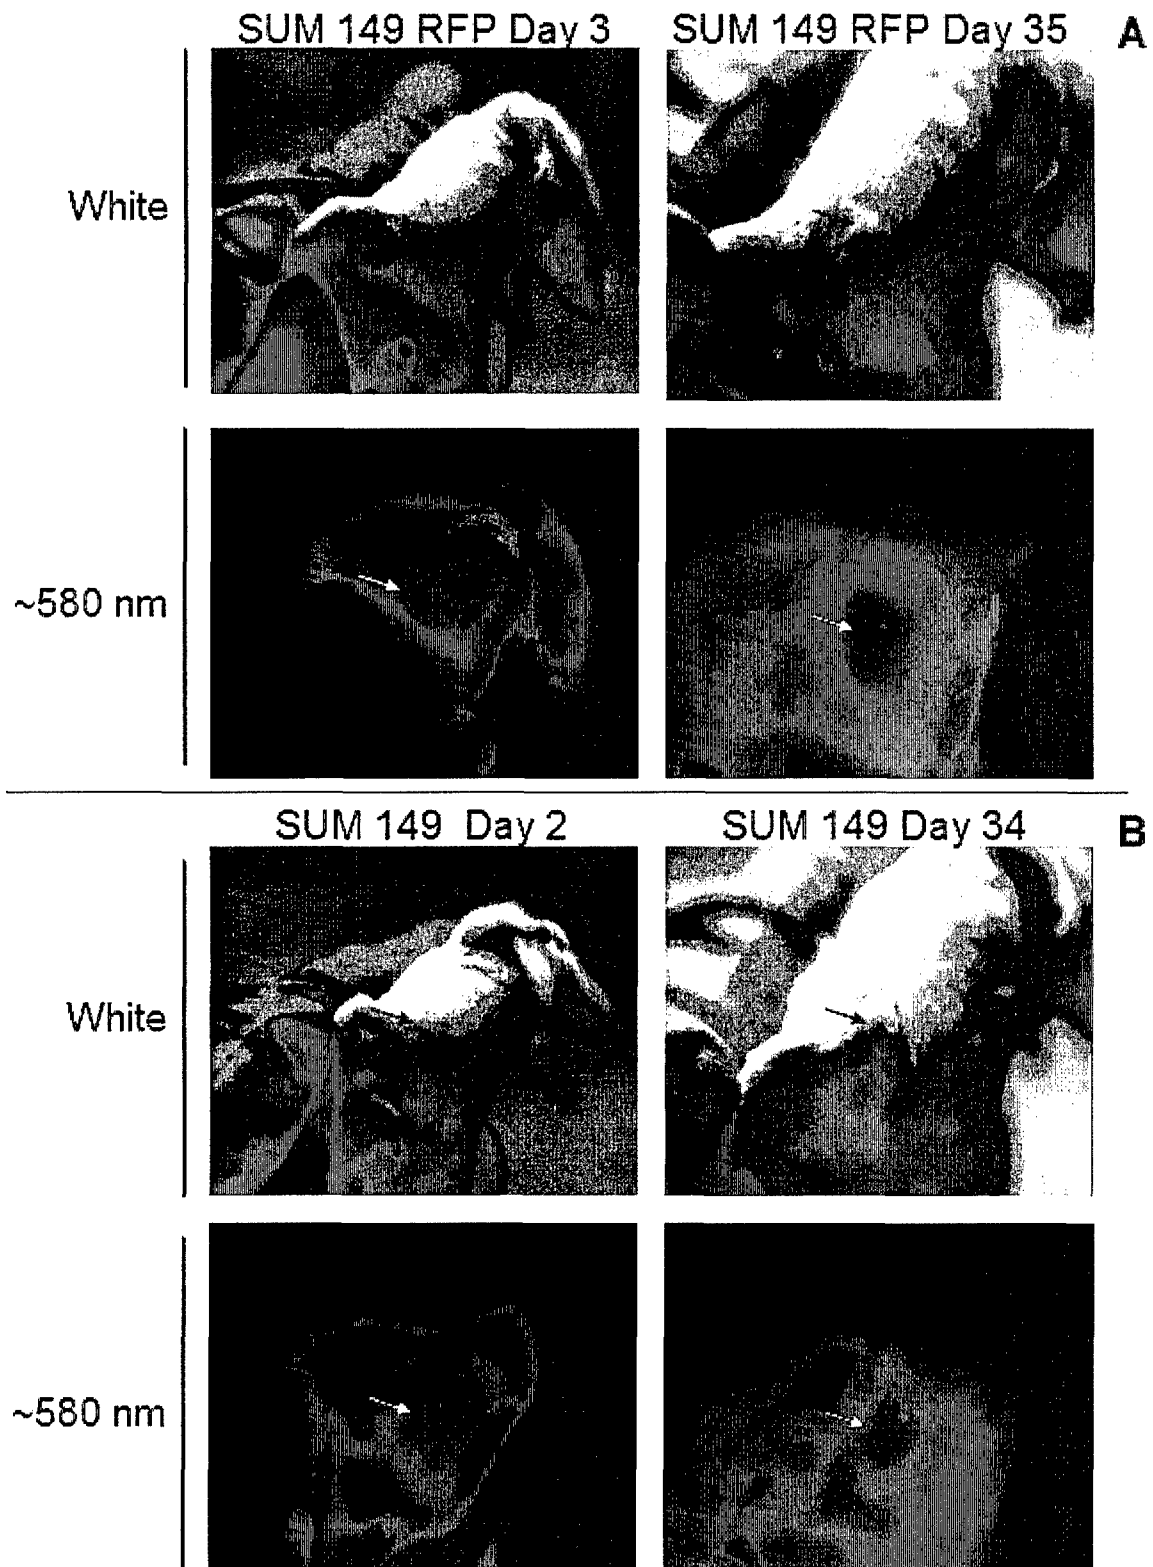 SUM 149 RFP Day 3
SUM 149 RFP Day 35
A
White
~580 nm
SUM 149 Day 2
SUM 149 Day 34
B
White
~580 nm